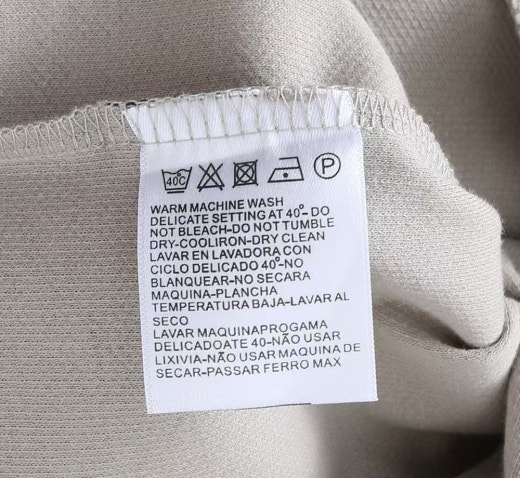 40C P
WARM MACHINE WASH
DELICATE SETTING AT 40°-DO
NOT BLEACH-DO NOT TUMBLE
DRY-COOLIRON-DRY CLEAN
LAVAR EN LAVADORA CON
CICLO DELICADO 40°-NO
BLANQUEAR-NO SECARA
MAQUINA-PLANCHA
TEMPERATURA BAJA-LAVAR AL
SECO
LAVAR MAQUINAPROGAMA
DELICADOATE 40-NÃO USAR
LIXIVIA-NÃO USAR MAQUINA DE
SECAR-PASSAR FERRO MAX